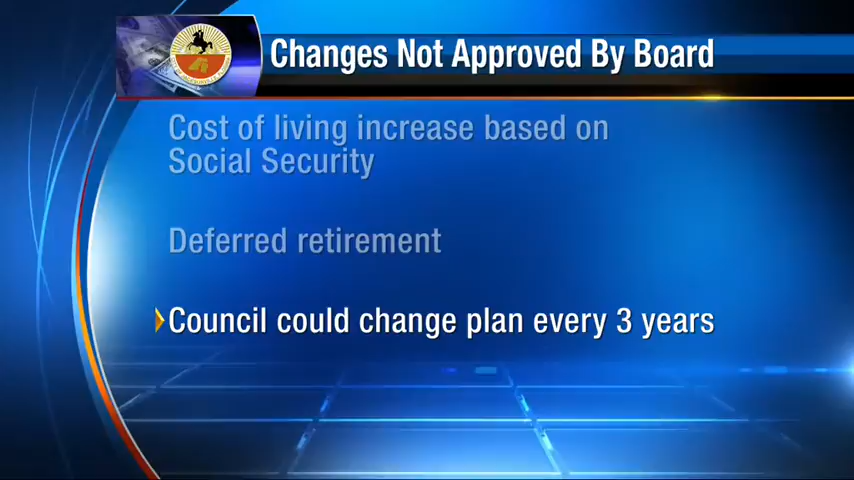 Changes Not Approved By Board
Cost of living increase based on
Social Security
Deferred retirement
Council could change plan every 3 years